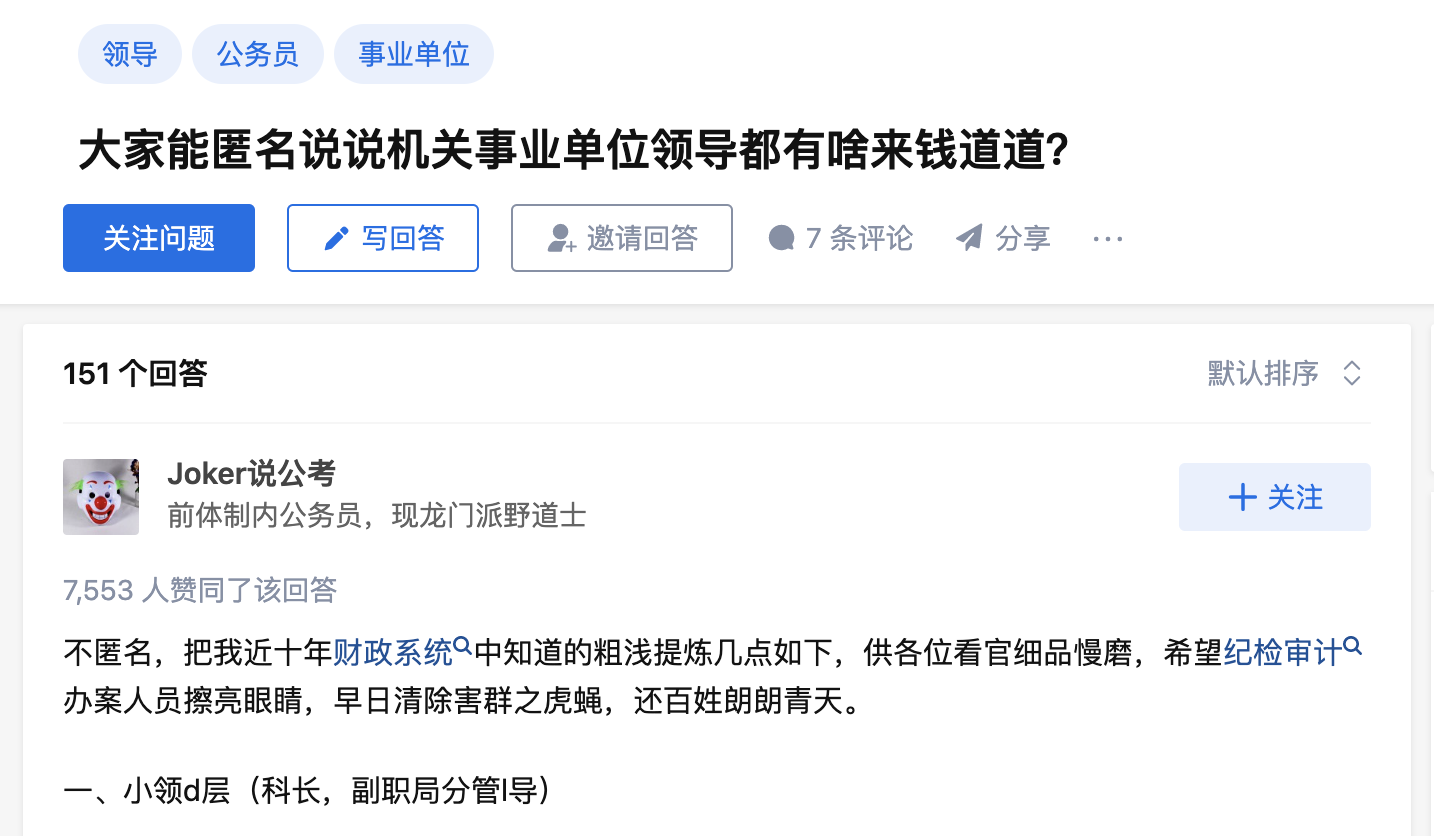 领导 公务员 事业单位
大家能匿名说说机关事业单位领导都有啥来钱道道?
关注问题 写回答 邀请回答 7 条评论 分享 ···
151 个回答 默认排序
Joker说公考
前体制内公务员，现龙门派野道士
关注
7,553 人赞同了该回答
不匿名，把我近十年财政系统中知道的粗浅提炼几点如下，供各位看官细品慢磨，希望纪检审计
办案人员擦亮眼睛，早日清除害群之虎蝇，还百姓朗朗青天。
一、小领d层（科长，副职局分管l导）